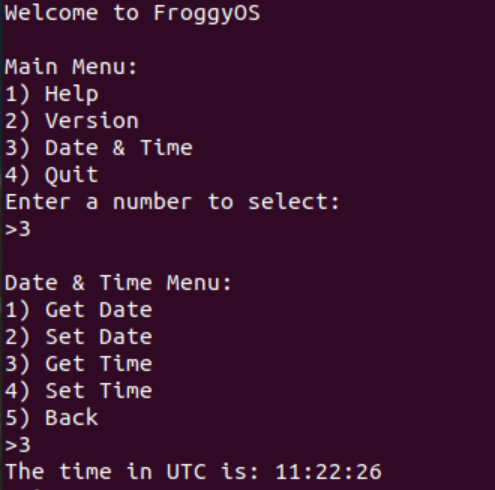 Welcome to FroggyOS
Main Menu:
1) Help
2) Version
3) Date & Time
4) Quit
Enter a number to select:
>3
Date & Time Menu:
1) Get Date
2) Set Date
3) Get Time
4) Set Time
5) Back
>3
The time in UTC is: 11:22:26